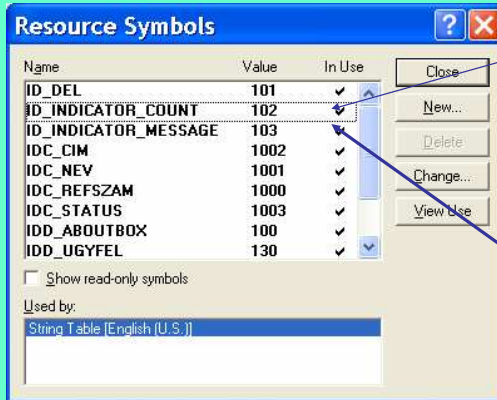 Resource Symbols
Name Value In Use
ID_DEL 101
ID_INDICATOR_COUNT 102
ID_INDICATOR_MESSAGE 103
IDC_CIM 1002
IDC_NEV 1001
IDC_REFSZAM 1000
IDC_STATUS 1003
IDD_ABOUTBOX 100
IDD_UGYFEL 130
Close
New...
Delete
Change...
View Use
Show read-only symbols
Used by:
String Table [English (U.S.)]